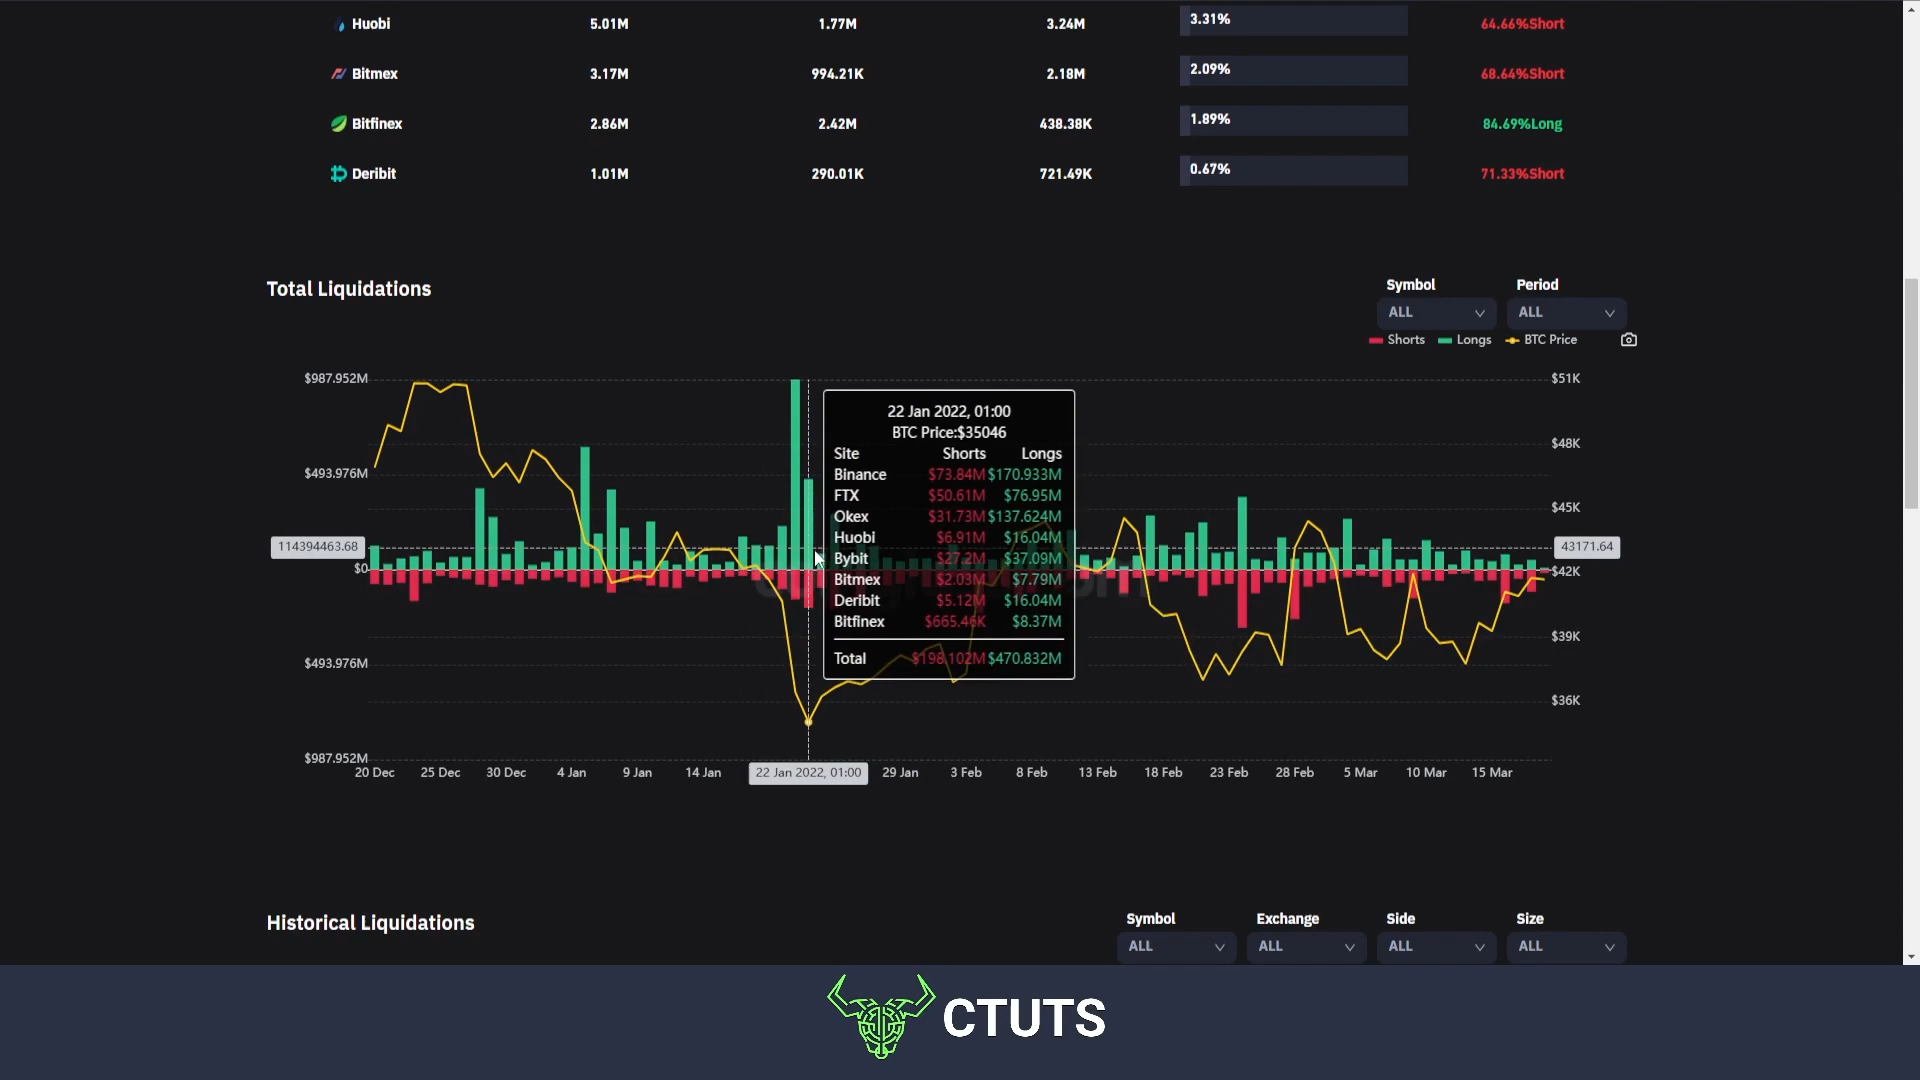 Huobi 5.01M 1.77M 3.24M 3.31% 64.66%Short
Bitmex 3.17M 994.21K 2.18M 2.09% 68.64%Short
Bitfinex 2.86M 2.42M 438.38K 1.89% 84.69%Long
Deribit 1.01M 290.01K 721.49K 0.67% 71.33%Short
Total Liquidations
Symbol Period
ALL ALL
Shorts Longs BTC Price
$987.952M $51K
22 Jan 2022, 01:00
BTC Price:$35046
$48K
Site Shorts Longs
$493.976M
Binance $73.84M $170.933M
FTX $50.61M $76.95M
$45K
Okex $31.73M $137.624M
Huobi $6.91M $16.04M
114394463.68 43171.64
Bybit $27.2M $37.09M
$0 $42K
Bitmex $2.03M $7.79M
Deribit $5.12M $16.04M
Bitfinex $665.46K $8.37M
$39K
Total $198.102M $470.832M
$493.976M
$36K
$987.952M
20 Dec 25 Dec 30 Dec 4 Jan 9 Jan 14 Jan 22 Jan 2022, 01:00 29 Jan 3 Feb 8 Feb 13 Feb 18 Feb 23 Feb 28 Feb 5 Mar 10 Mar 15 Mar
Historical Liquidations
Symbol Exchange Side Size
ALL ALL ALL ALL
CTUTS